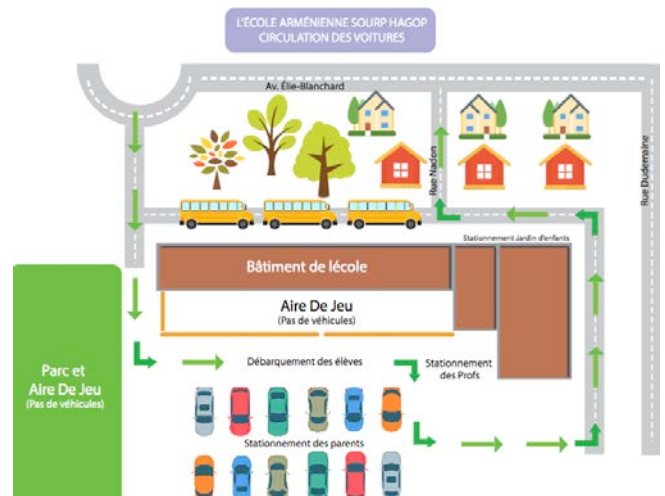 L'ÉCOLE ARMÉNIENNE SOURP HAGOP
CIRCULATION DES VOITURES
Av. Élie-Blanchard
Rue Nadon
Rue Dudemaine
Stationnement Jardin d'enfants
Bâtiment de lécole
Aire De Jeu
(Pas de véhicules)
Parc et
Aire De Jeu
(Pas de véhicules)
Débarquement des élèves
Stationnement
des Profs
Stationnement des parents